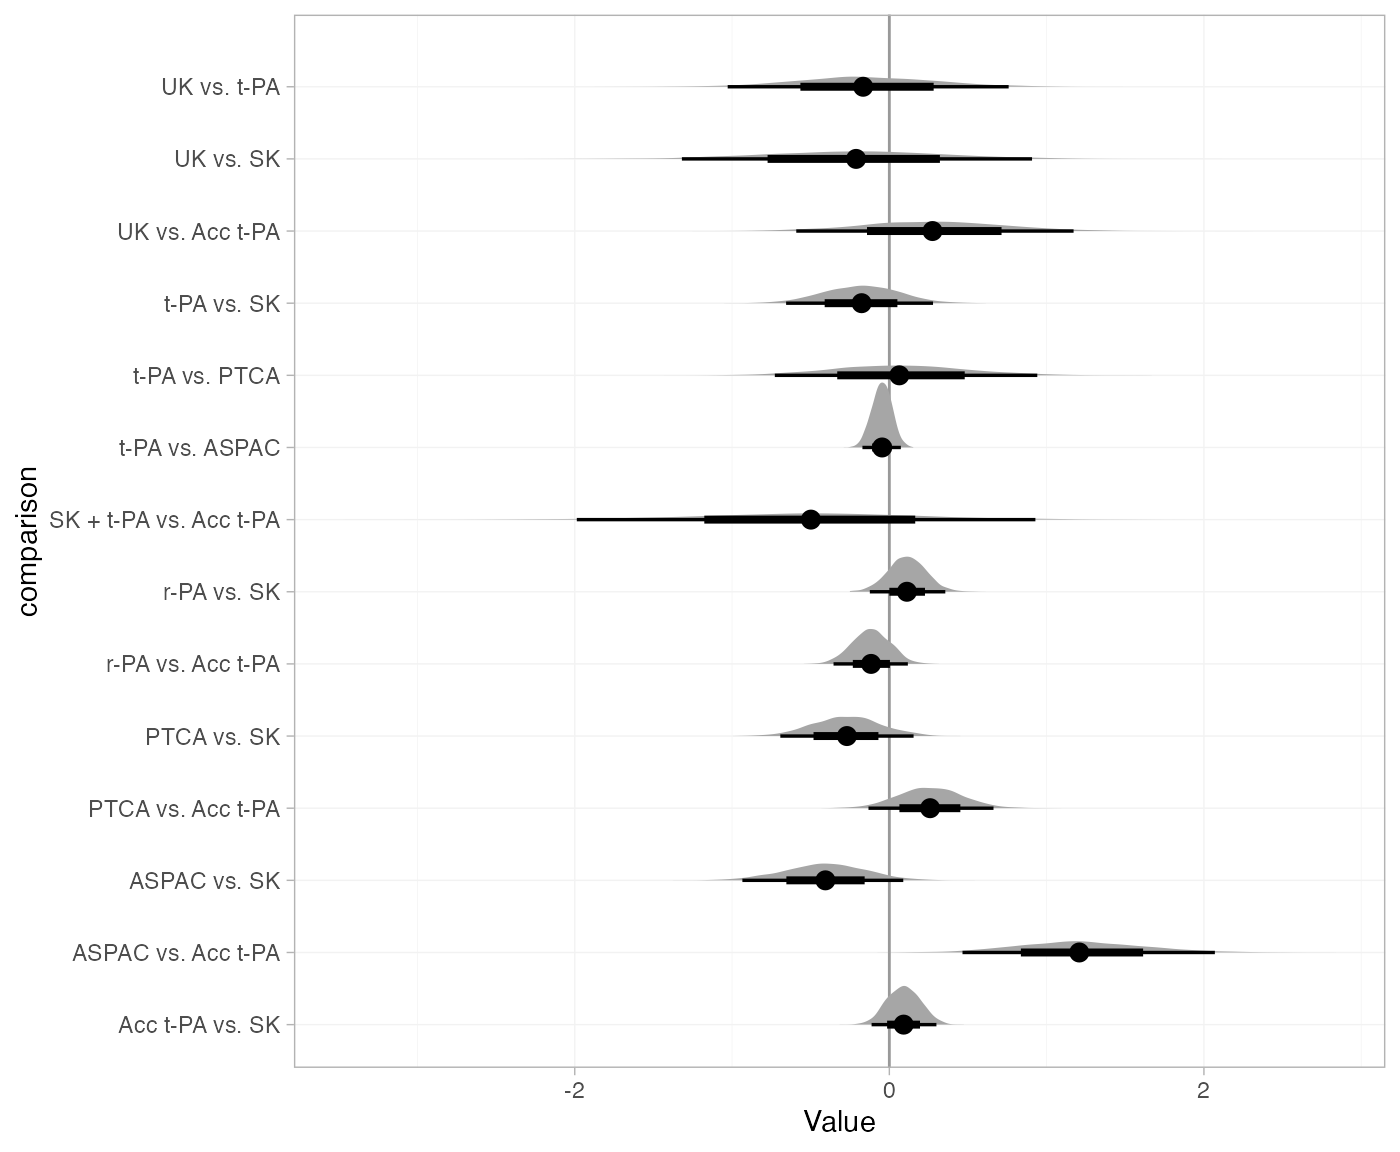 UK vs. t-PA
UK vs. SK
UK vs. Acc t-PA
t-PA vs. SK
t-PA vs. PTCA
t-PA vs. ASPAC
SK + t-PA vs. Acc t-PA
r-PA vs. SK
r-PA vs. Acc t-PA
PTCA vs. SK
PTCA vs. Acc t-PA
ASPAC vs. SK
ASPAC vs. Acc t-PA
Acc t-PA vs. SK
comparison
-2 0 2
Value